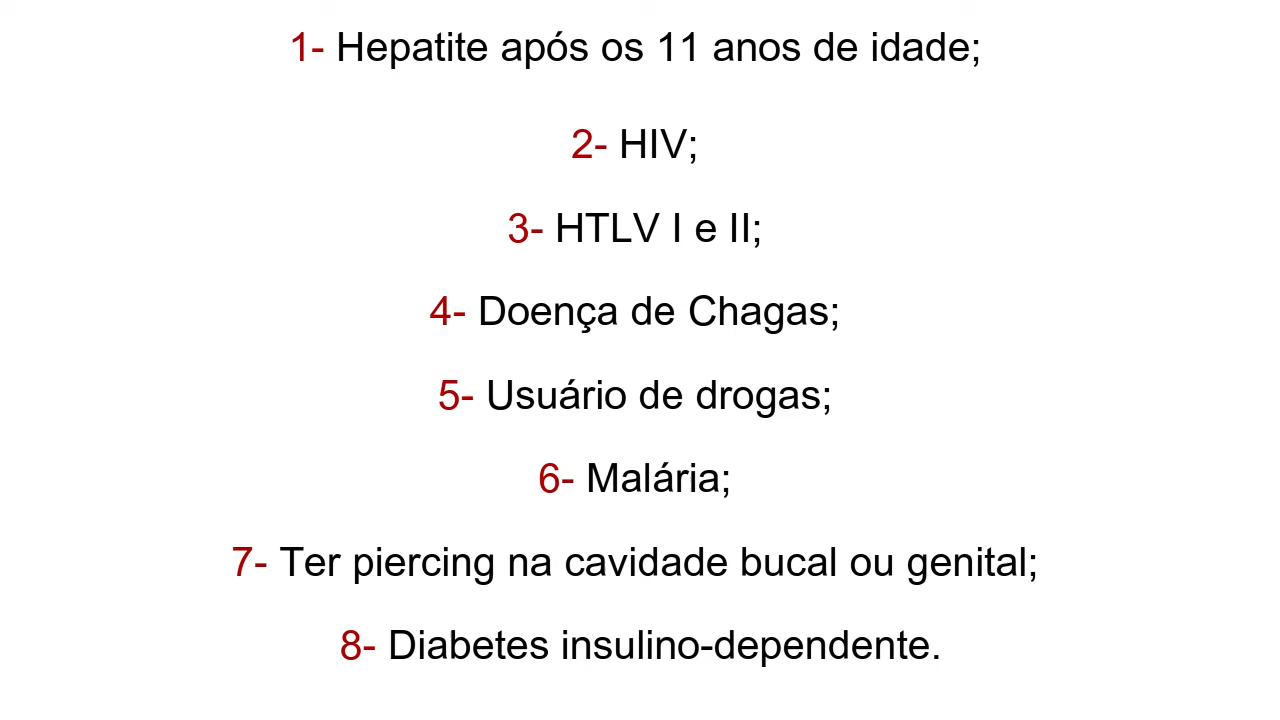 1- Hepatite após os 11 anos de idade;
2- HIV;
3- HTLV I e II;
4- Doença de Chagas;
5- Usuário de drogas;
6- Malária;
7- Ter piercing na cavidade bucal ou genital;
8- Diabetes insulino-dependente.